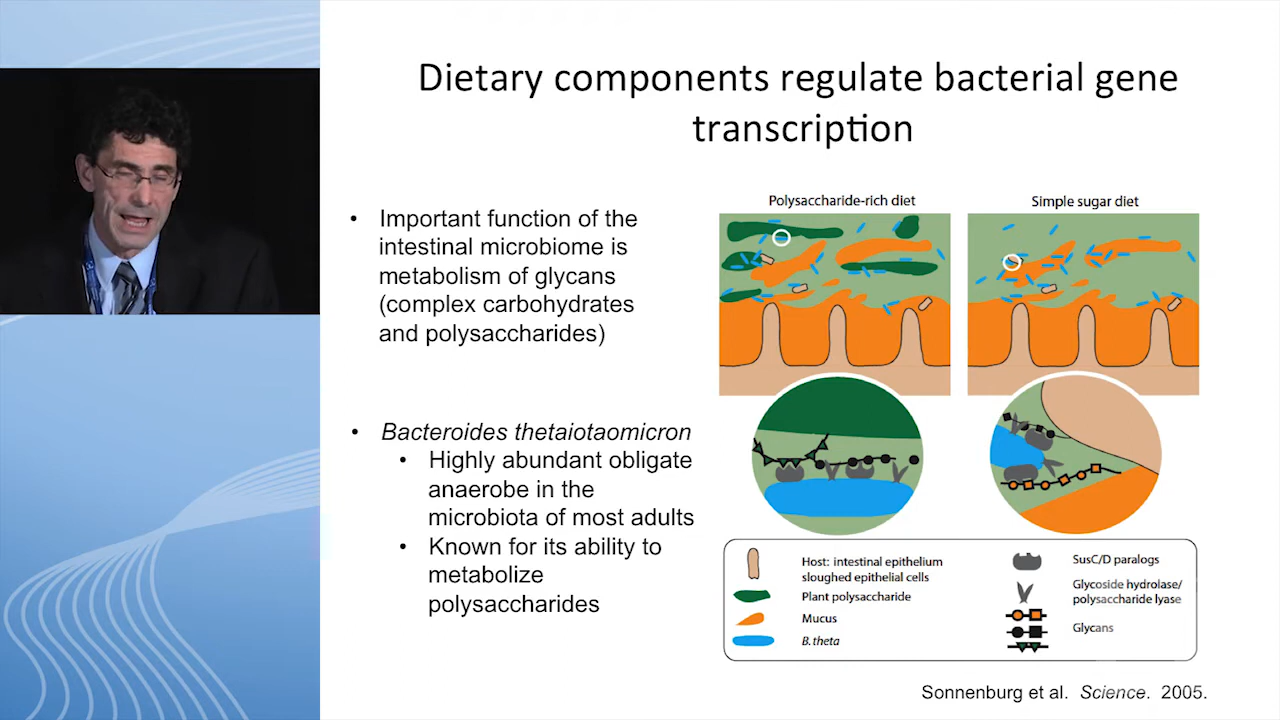 Dietary components regulate bacterial gene
transcription
• Important function of the
intestinal microbiome is
metabolism of glycans
(complex carbohydrates
and polysaccharides)
• Bacteroides thetaiotaomicron
• Highly abundant obligate
anaerobe in the
microbiota of most adults
• Known for its ability to
metabolize
polysaccharides
Polysaccharide-rich diet
Simple sugar diet
Host: intestinal epithelium
sloughed epithelial cells
Plant polysaccharide
Mucus
B. theta
SusC/D paralogs
Glycoside hydrolase/
polysaccharide lyase
Glycans
Sonnenburg et al. Science. 2005.